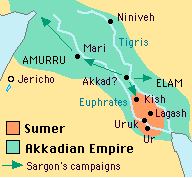 Niniveh
Tigris
Mari
AMURRU
Jericho
Akkad?
ELAM
Euphrates
Kish
Lagash
Uruk
Ur
Sumer
Akkadian Empire
Sargon's campaigns